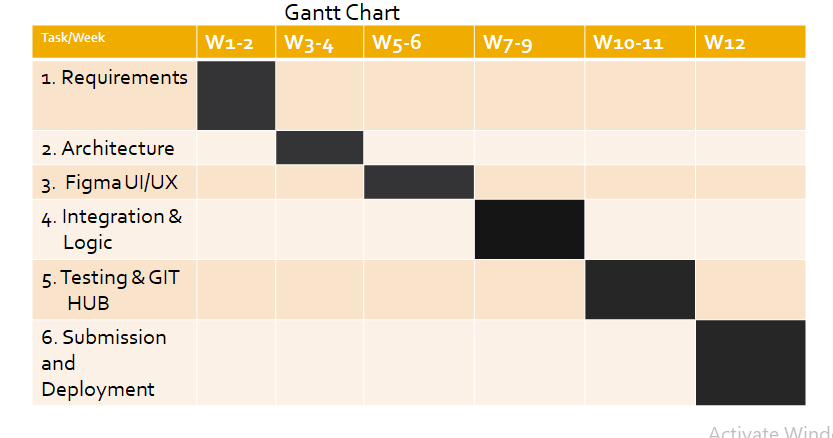 Gantt Chart
Task/Week W1-2 W3-4 W5-6 W7-9 W10-11 W12
1. Requirements
2. Architecture
3. Figma UI/UX
4. Integration &
Logic
5. Testing & GIT
HUB
6. Submission
and
Deployment
Activate